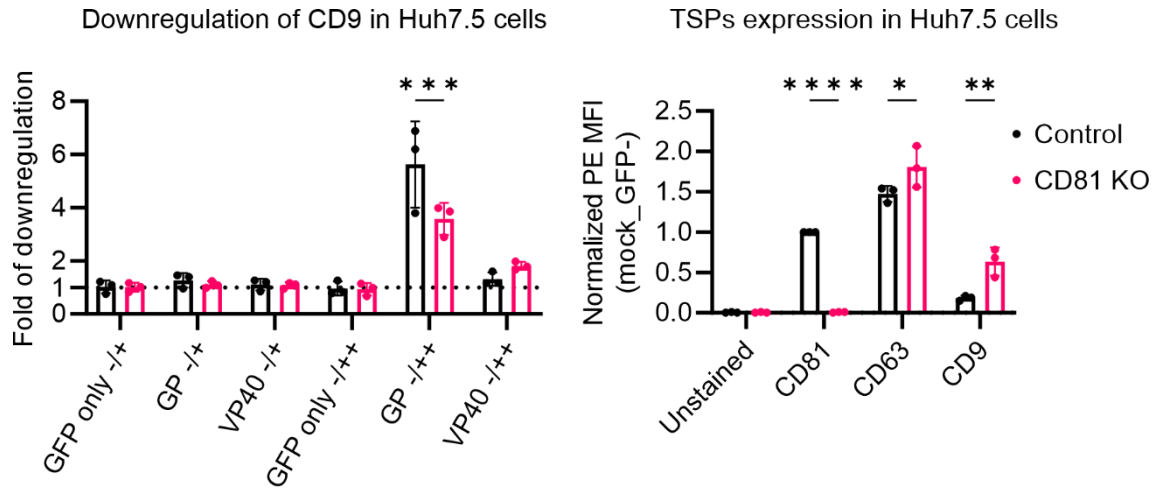 Downregulation of CD9 in Huh7.5 cells
Fold of downregulation
8
6
4
2
1
0
***
GFP only -/+
GP -/+
VP40 -/+
GFP only -/++
GP -/++
VP40 -/++
TSPs expression in Huh7.5 cells
Normalized PE MFI
(mock_GFP-)
2.5
2.0
1.5
1.0
0.5
0.0
****
*
**
Unstained
CD81
CD63
CD9
Control
CD81 KO